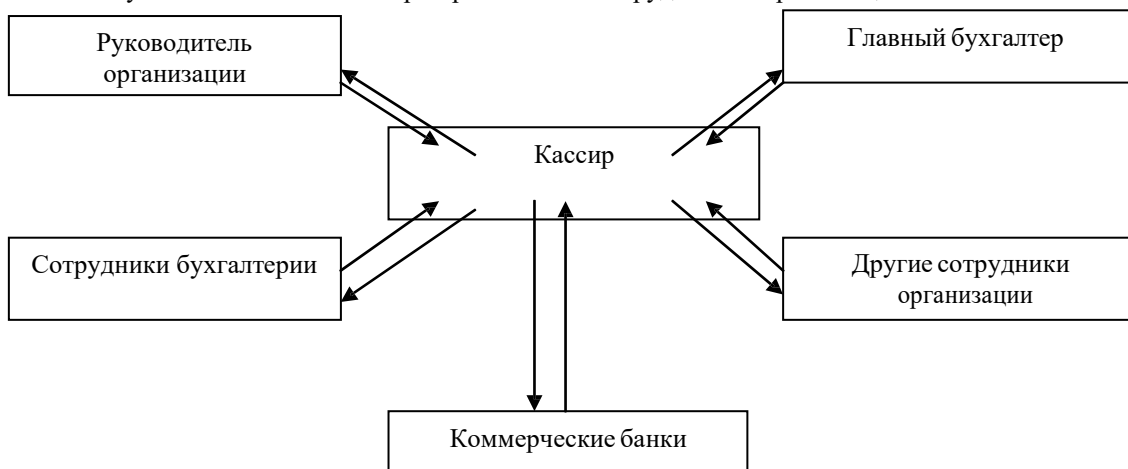 Руководитель
организации
Главный бухгалтер
Кассир
Сотрудники бухгалтерии
Другие сотрудники
организации
Коммерческие банки